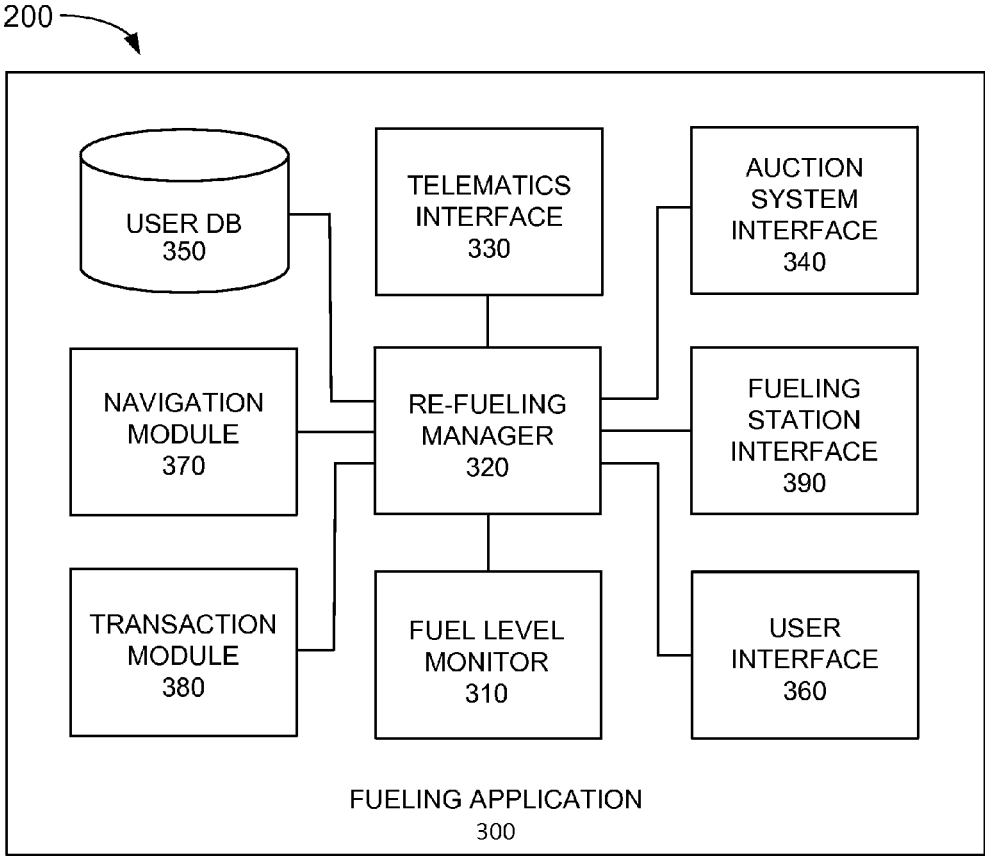 200
USER DB
350
TELEMATICS
INTERFACE
330
AUCTION
SYSTEM
INTERFACE
340
NAVIGATION
MODULE
370
RE-FUELING
MANAGER
320
FUELING
STATION
INTERFACE
390
TRANSACTION
MODULE
380
FUEL LEVEL
MONITOR
310
USER
INTERFACE
360
FUELING APPLICATION
300